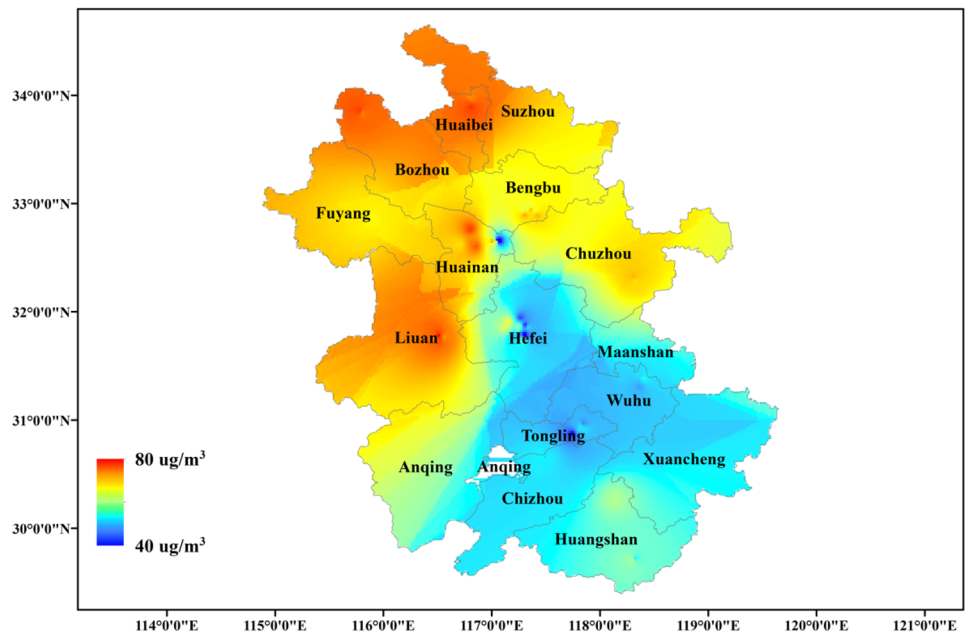 34°0'0"N
Suzhou
Huaibei
Bozhou
Bengbu
33°0'0"N
Fuyang
Chuzhou
Huainan
32°0'0"N
Liuan
Hefei
Maanshan
Wuhu
31°0'0"N
Tongling
Xuancheng
80 ug/m³
Anqing
Anqing
Chizhou
30°0'0"N
Huangshan
40 ug/m³
114°0'0"E 115°0'0"E 116°0'0"E 117°0'0"E 118°0'0"E 119°0'0"E 120°0'0"E 121°0'0"E